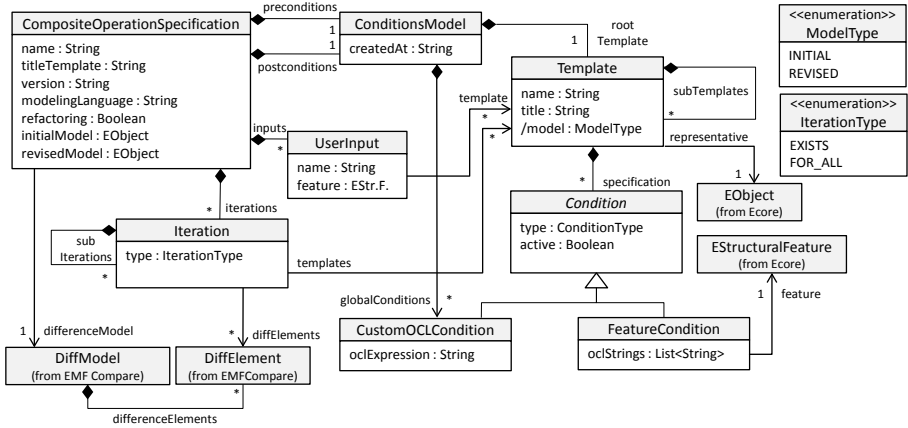 CompositeOperationSpecification
name : String
titleTemplate : String
version : String
modelingLanguage : String
refactoring : Boolean
initialModel : EObject
revisedModel : EObject
preconditions
1
1
postconditions
ConditionsModel
createdAt : String
root
Template
1
<<enumeration>>
ModelType
INITIAL
REVISED
Template
name : String
title : String
/model : ModelType
subTemplates
*
<<enumeration>>
IterationType
EXISTS
FOR_ALL
template
*
*
inputs
*
UserInput
name : String
feature : EStr.F.
representative
1
EObject
(from Ecore)
* specification
Condition
type : ConditionType
active : Boolean
* iterations
Iteration
type : IterationType
sub
Iterations
*
templates
EStructuralFeature
(from Ecore)
1 feature
globalConditions *
CustomOCLCondition
oclExpression : String
FeatureCondition
oclStrings : List<String>
1 differenceModel
* diffElements
DiffModel
(from EMF Compare)
DiffElement
(from EMFCompare)
*
differenceElements